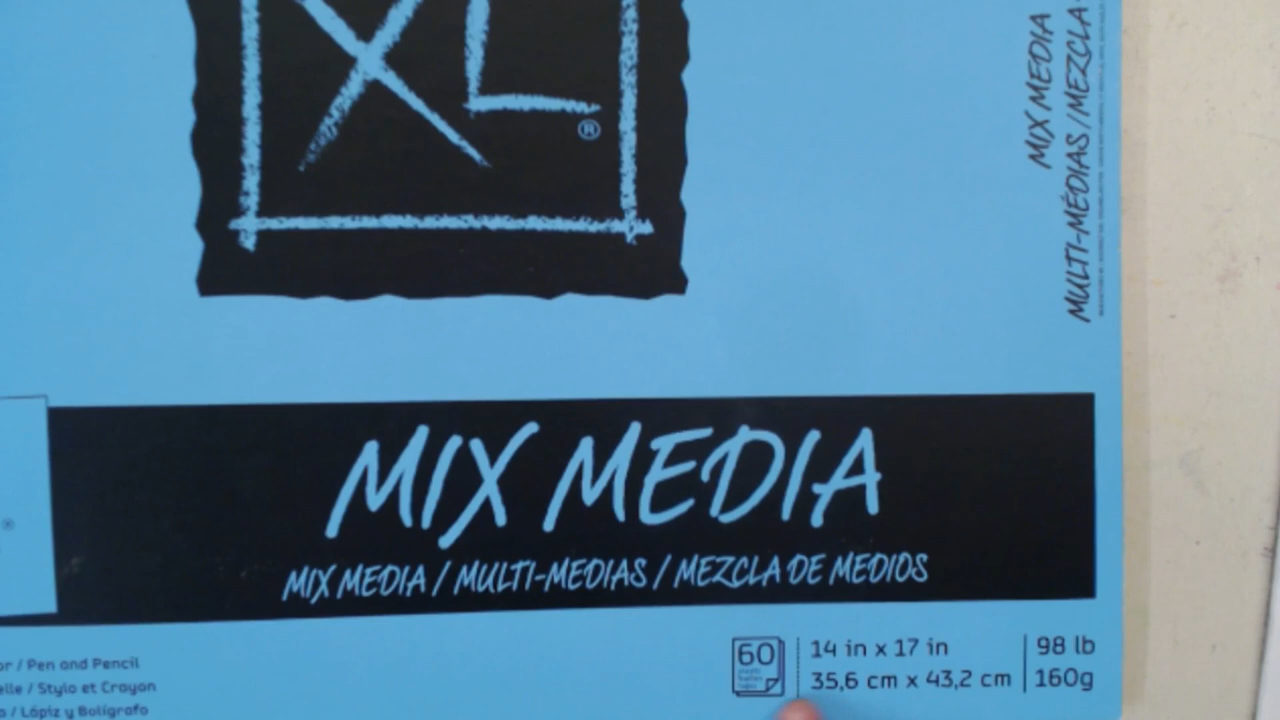 XL
®
MIX MEDIA
MULTI-MÉDIAS / MEZCLA
®
MIX MEDIA
MIX MEDIA / MULTI-MEDIAS / MEZCLA DE MEDIOS
60
14 in x 17 in
98 lb
35,6 cm x 43,2 cm
160g
/ Pen and Pencil
/ Stylo et Crayon
/ Lápiz y Bolígrafo